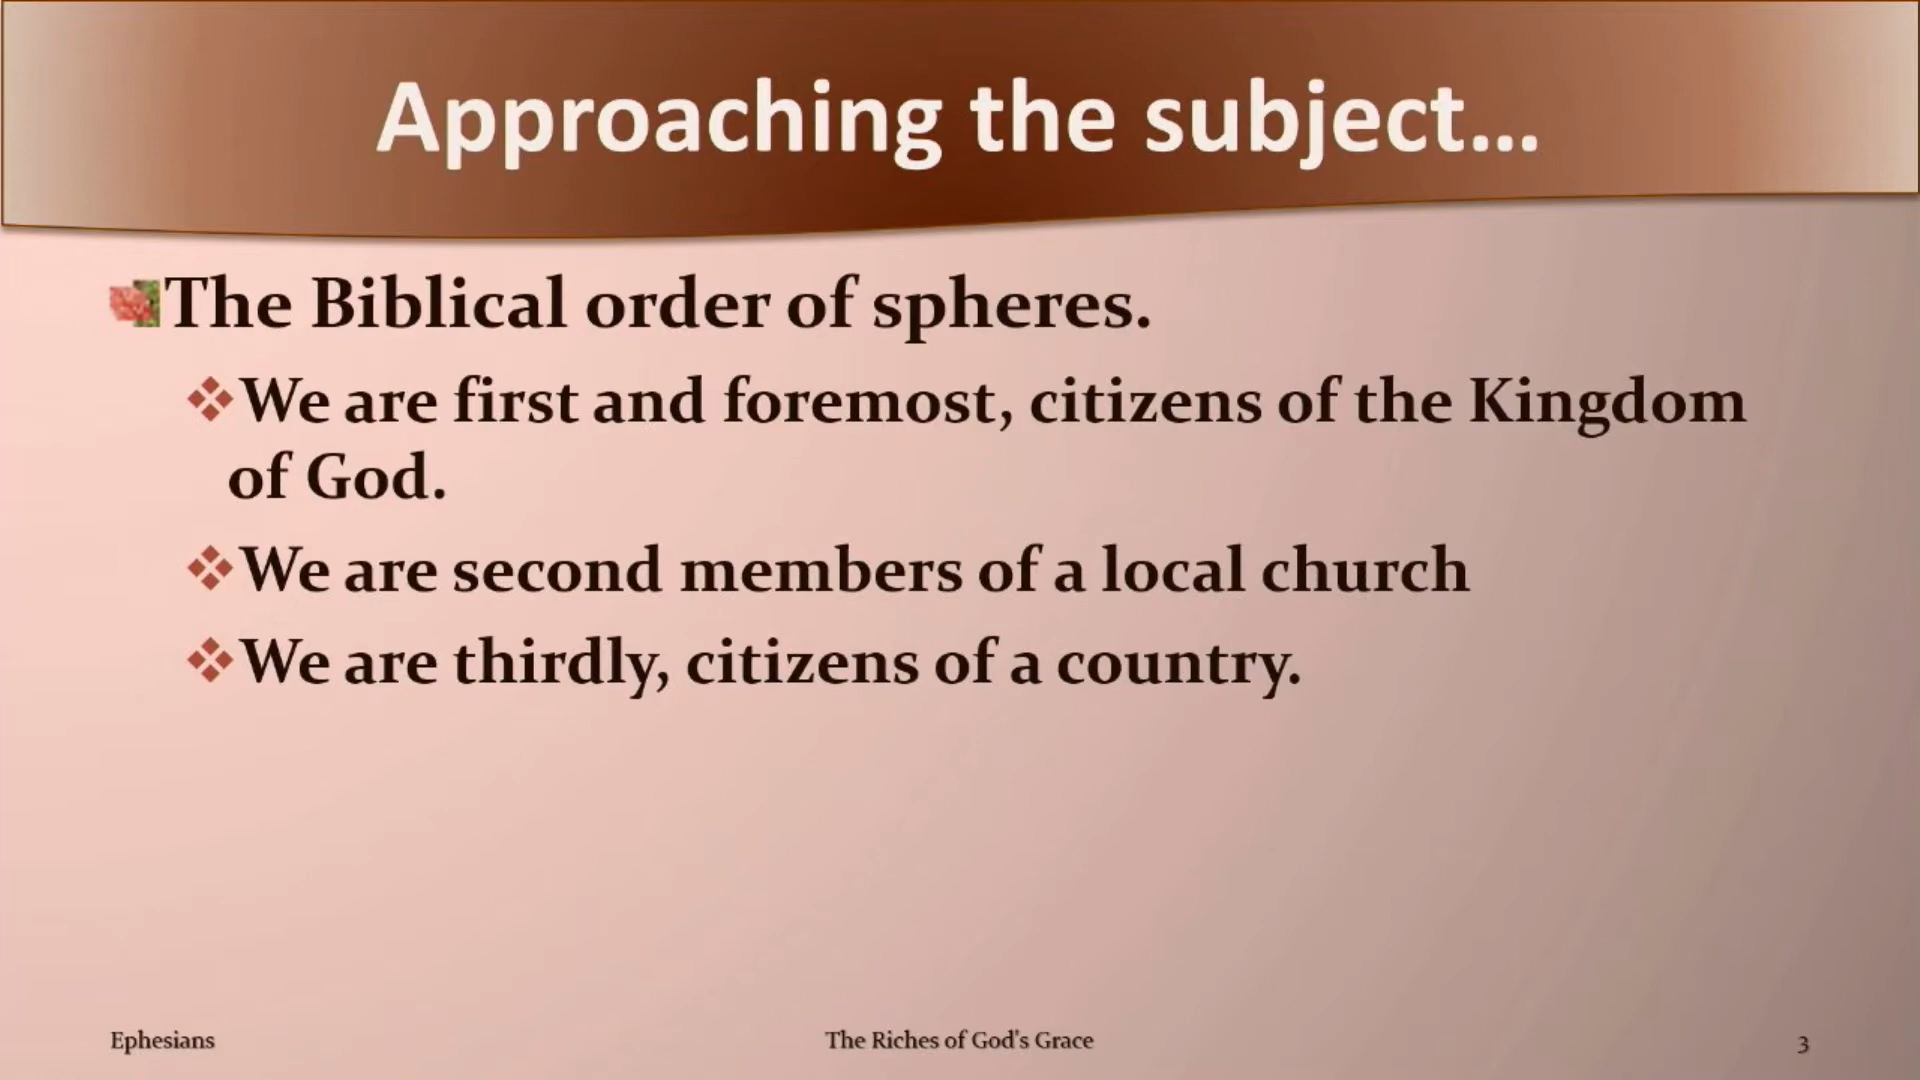 Approaching the subject...
The Biblical order of spheres.
We are first and foremost, citizens of the Kingdom
of God.
We are second members of a local church
We are thirdly, citizens of a country.
Ephesians
The Riches of God's Grace
3